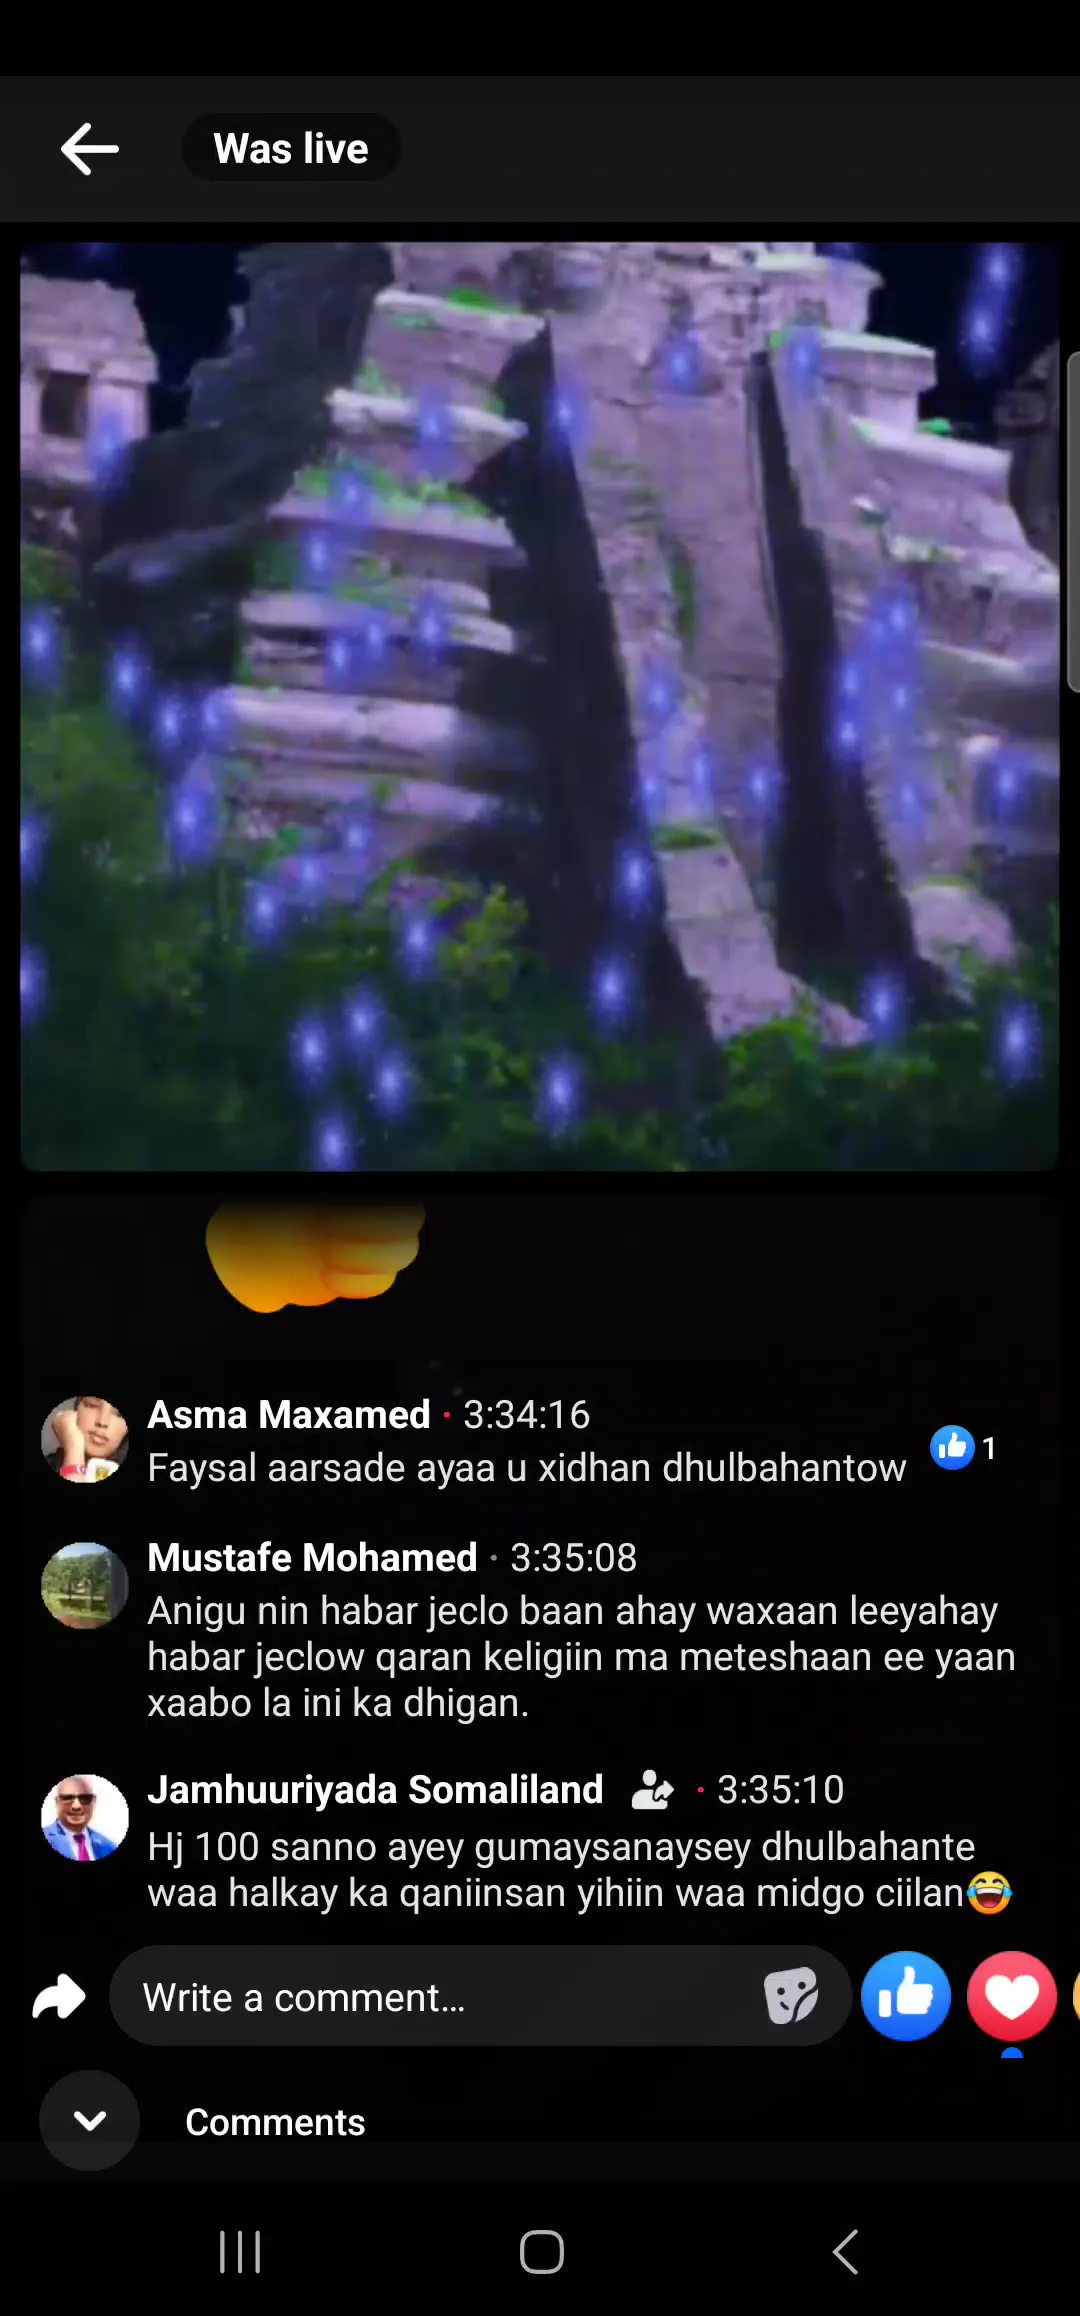 Was live
Asma Maxamed · 3:34:16
Faysal aarsade ayaa u xidhan dhulbahantow
1
Mustafe Mohamed · 3:35:08
Anigu nin habar jeclo baan ahay waxaan leeyahay
habar jeclow qaran keligiin ma meteshaan ee yaan
xaabo la ini ka dhigan.
Jamhuuriyada Somaliland · 3:35:10
Hj 100 sanno ayey gumaysanaysey dhulbahante
waa halkay ka qaniinsan yihiin waa midgo ciilan😂
Write a comment...
Comments